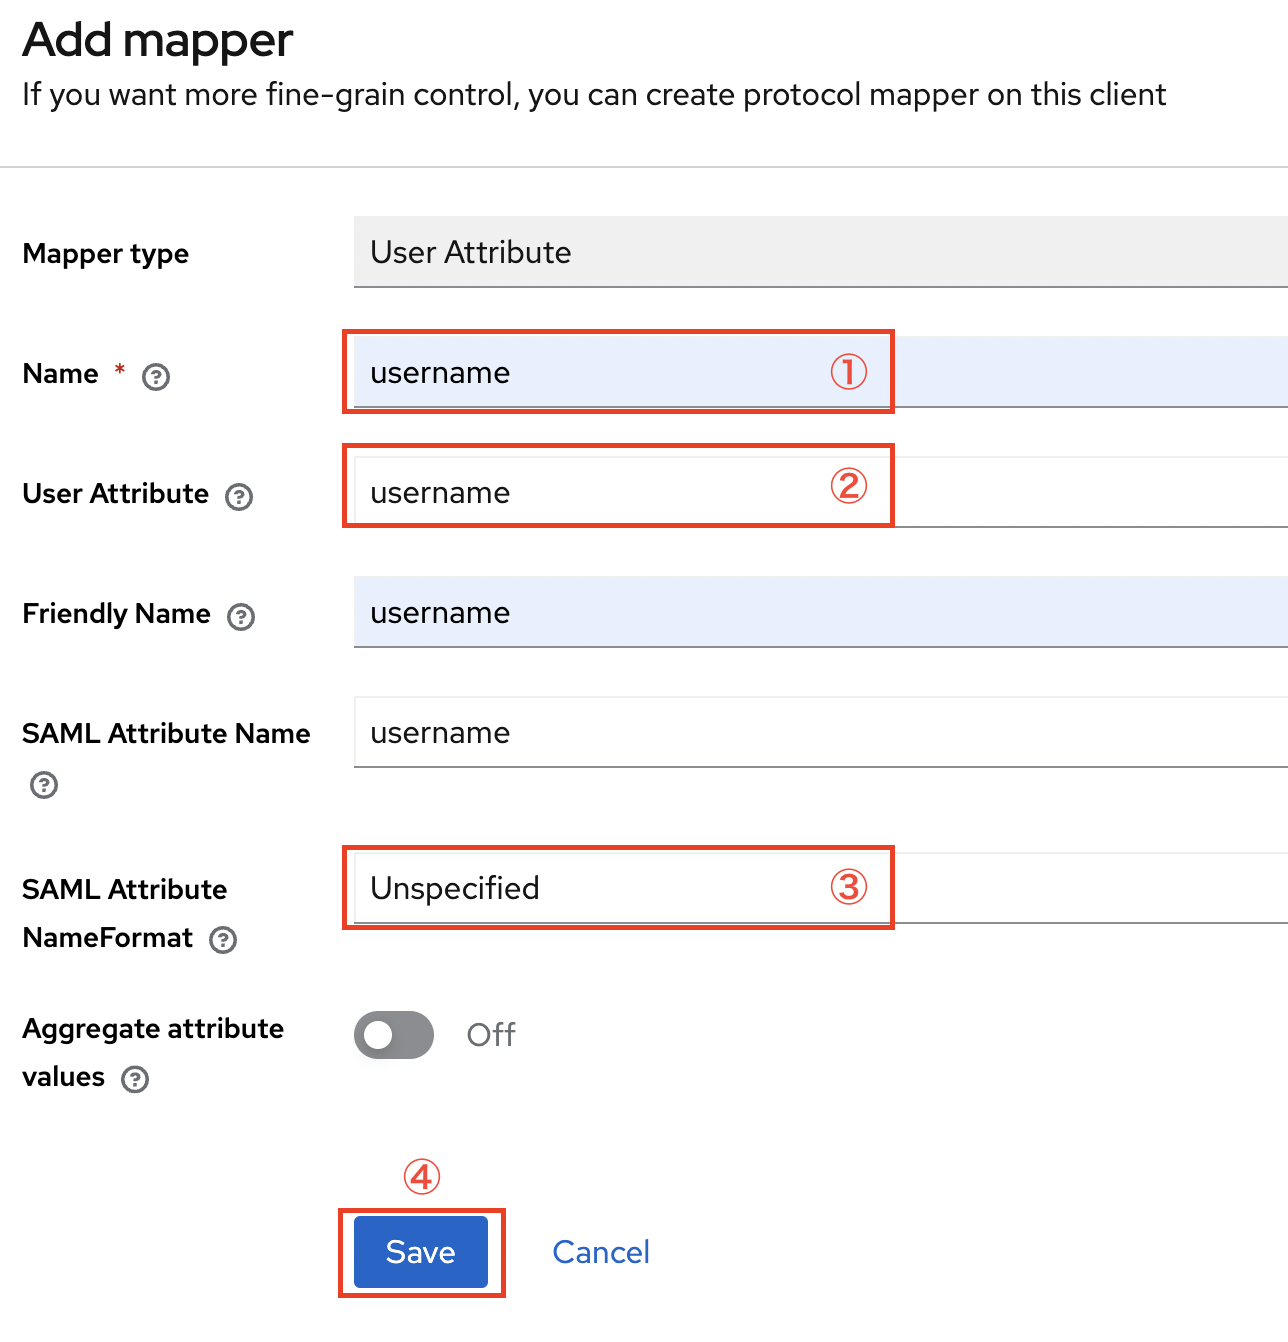 Add mapper
If you want more fine-grain control, you can create protocol mapper on this client
Mapper type
User Attribute
Name *
username ①
User Attribute
username ②
Friendly Name
username
SAML Attribute Name
username
SAML Attribute
NameFormat
Unspecified ③
Aggregate attribute
values
Off
④
Save Cancel